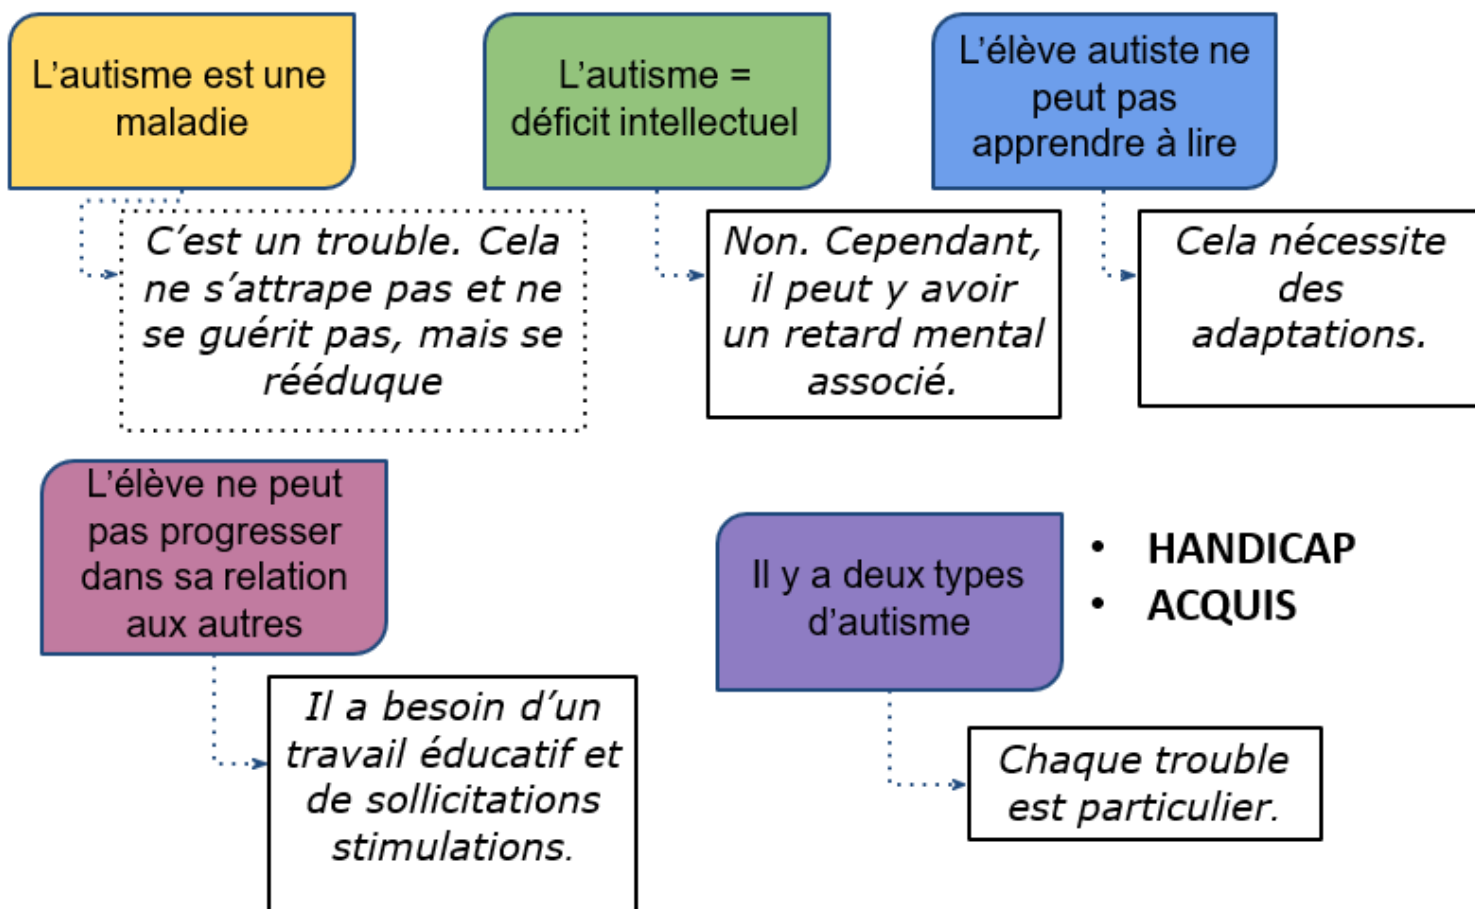 L’autisme est une
maladie
L’autisme =
déficit intellectuel
L’élève autiste ne
peut pas
apprendre à lire
C’est un trouble. Cela
ne s’attrape pas et ne
se guérit pas, mais se
rééduque
Non. Cependant,
il peut y avoir
un retard mental
associé.
Cela nécessite
des
adaptations.
L’élève ne peut
pas progresser
dans sa relation
aux autres
Il y a deux types
d’autisme
• HANDICAP
• ACQUIS
Il a besoin d’un
travail éducatif et
de sollicitations
stimulations.
Chaque trouble
est particulier.